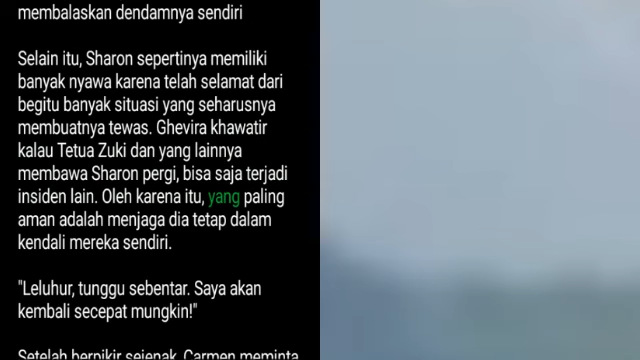 membalaskan dendamnya sendiri
Selain itu, Sharon sepertinya memiliki
banyak nyawa karena telah selamat dari
begitu banyak situasi yang seharusnya
membuatnya tewas. Ghevira khawatir
kalau Tetua Zuki dan yang lainnya
membawa Sharon pergi, bisa saja terjadi
insiden lain. Oleh karena itu, yang paling
aman adalah menjaga dia tetap dalam
kendali mereka sendiri.
"Leluhur, tunggu sebentar. Saya akan
kembali secepat mungkin!"
Setelah berpikir sejenak, Carmen meminta